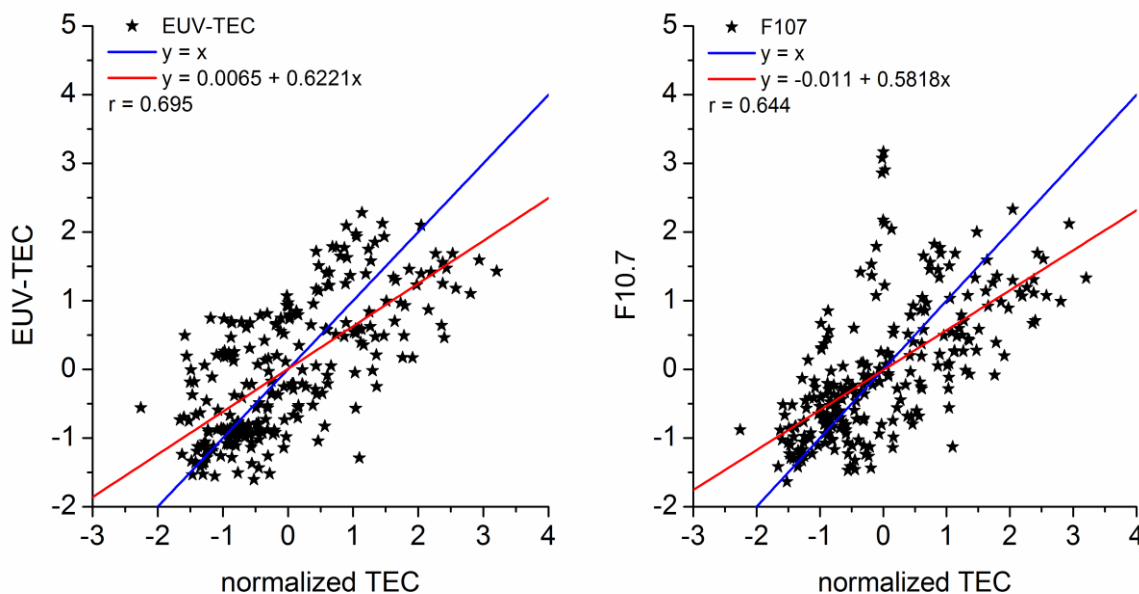 EUV-TEC
y = x
y = 0.0065 + 0.6221x
r = 0.695
5
4
3
2
1
0
-1
-2
EUV-TEC
-3 -2 -1 0 1 2 3 4
normalized TEC
F107
y = x
y = -0.011 + 0.5818x
r = 0.644
5
4
3
2
1
0
-1
-2
F10.7
-3 -2 -1 0 1 2 3 4
normalized TEC